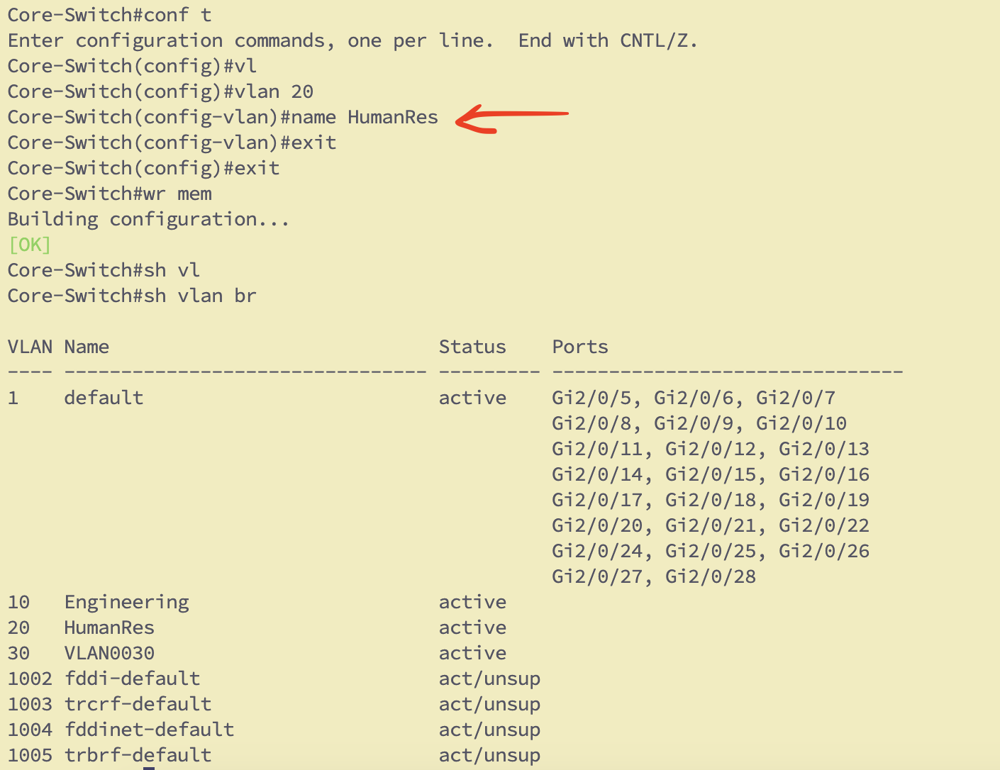 Core-Switch#conf t
Enter configuration commands, one per line.  End with CNTL/Z.
Core-Switch(config)#vl
Core-Switch(config)#vlan 20
Core-Switch(config-vlan)#name HumanRes
Core-Switch(config-vlan)#exit
Core-Switch(config)#exit
Core-Switch#wr mem
Building configuration...
[OK]
Core-Switch#sh vl
Core-Switch#sh vlan br

VLAN Name                             Status    Ports
---- -------------------------------- --------- -------------------------------
1    default                          active    Gi2/0/5, Gi2/0/6, Gi2/0/7
                                                Gi2/0/8, Gi2/0/9, Gi2/0/10
                                                Gi2/0/11, Gi2/0/12, Gi2/0/13
                                                Gi2/0/14, Gi2/0/15, Gi2/0/16
                                                Gi2/0/17, Gi2/0/18, Gi2/0/19
                                                Gi2/0/20, Gi2/0/21, Gi2/0/22
                                                Gi2/0/24, Gi2/0/25, Gi2/0/26
                                                Gi2/0/27, Gi2/0/28
10   Engineering                      active
20   HumanRes                         active
30   VLAN0030                         active
1002 fddi-default                     act/unsup
1003 trcrf-default                    act/unsup
1004 fddinet-default                  act/unsup
1005 trbrf-default                    act/unsup